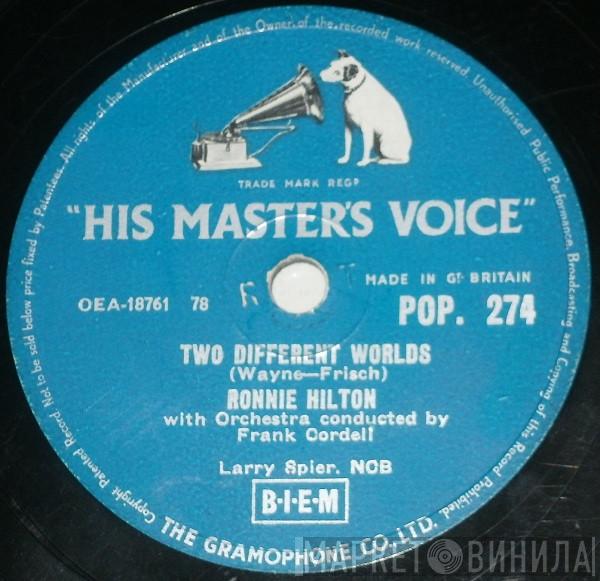 Copyright Patented Record Not to be sold below price fixed by Patentees. All rights of the Manufacturer and of the Owner of the recorded work reserved. Unauthorised Public Performance, Broadcasting and Copying of this Record Prohibited.
TRADE MARK REGD
"HIS MASTER'S VOICE"
MADE IN GT BRITAIN
OEA-18761 78
POP. 274
TWO DIFFERENT WORLDS
(Wayne—Frisch)
RONNIE HILTON
with Orchestra conducted by
Frank Cordell
Larry Spier. NCB
B·I·E·M
THE GRAMOPHONE CO., LTD.
МАРКЕТ ВИНИЛА